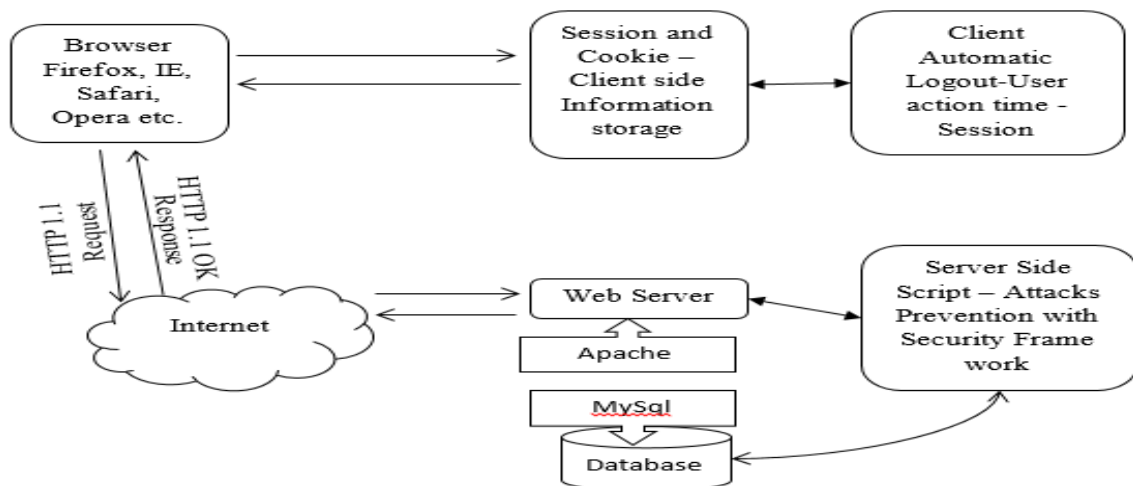 Browser
Firefox, IE,
Safari,
Opera etc.
Session and
Cookie –
Client side
Information
storage
Client
Automatic
Logout-User
action time -
Session
HTTP 1.1
Request
HTTP 1.1 OK
Response
Internet
Web Server
Server Side
Script – Attacks
Prevention with
Security Frame
work
Apache
MySql
Database